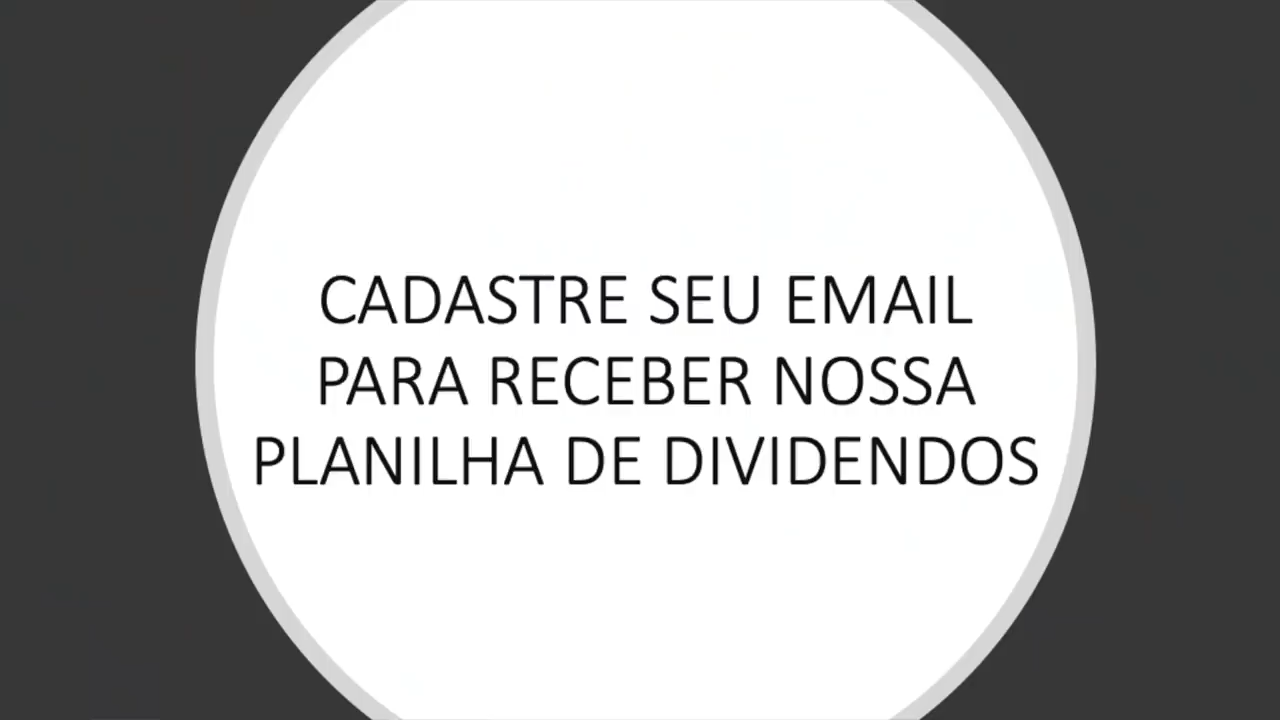 CADASTRE SEU EMAIL
PARA RECEBER NOSSA
PLANILHA DE DIVIDENDOS